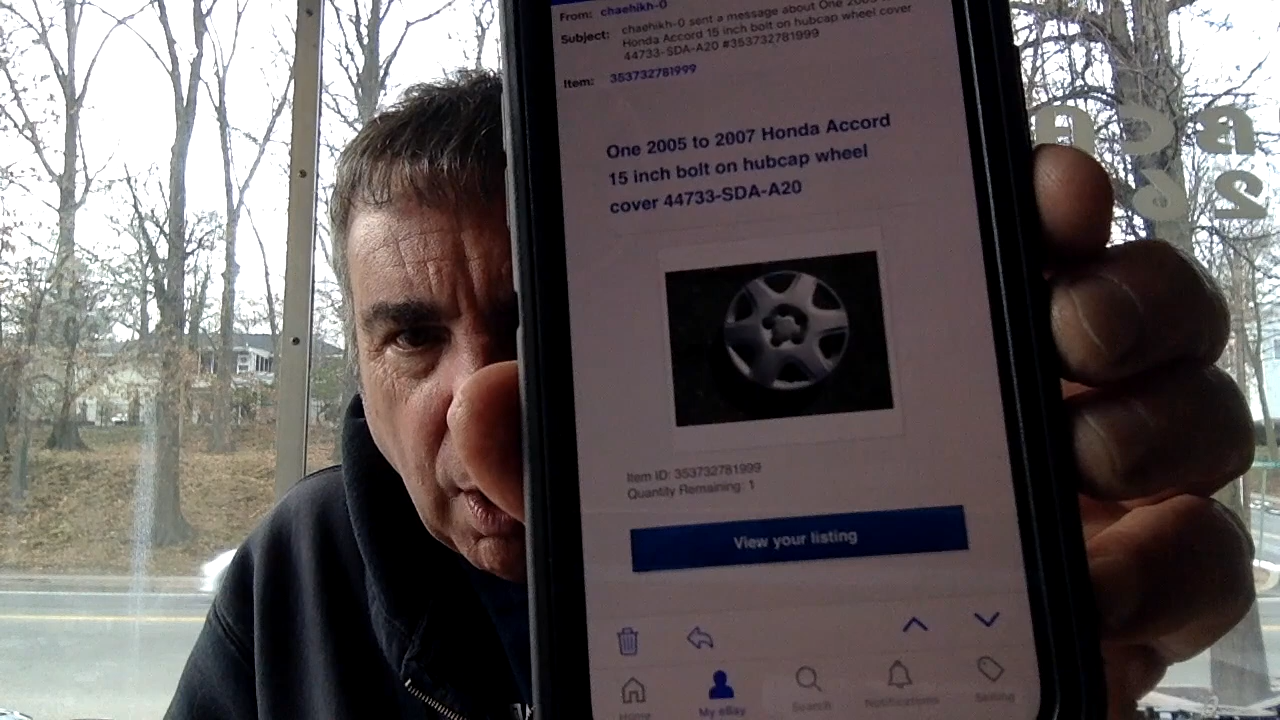 From: chaehikh-0
Subject: chaehikh-0 sent a message about One 2005 to
Honda Accord 15 inch bolt on hubcap wheel cover
44733-SDA-A20 #353732781999
Item: 353732781999
One 2005 to 2007 Honda Accord
15 inch bolt on hubcap wheel
cover 44733-SDA-A20
Item ID: 353732781999
Quantity Remaining: 1
View your listing
Home
My eBay
Search
Notifications
Selling